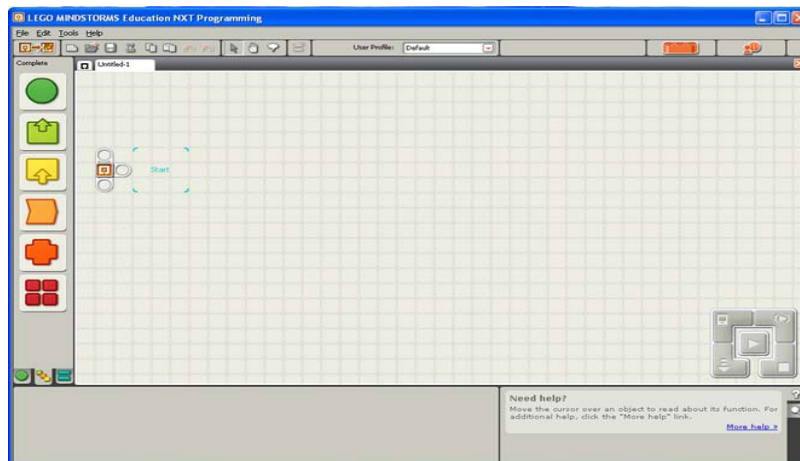 LEGO MINDSTORMS Education NXT Programming
File Edit Tools Help
User Profile: Default
Complete
Untitled-1
Start
Need help?
Move the cursor over an object to read about its function. For
additional help, click the "More help" link.
More help »